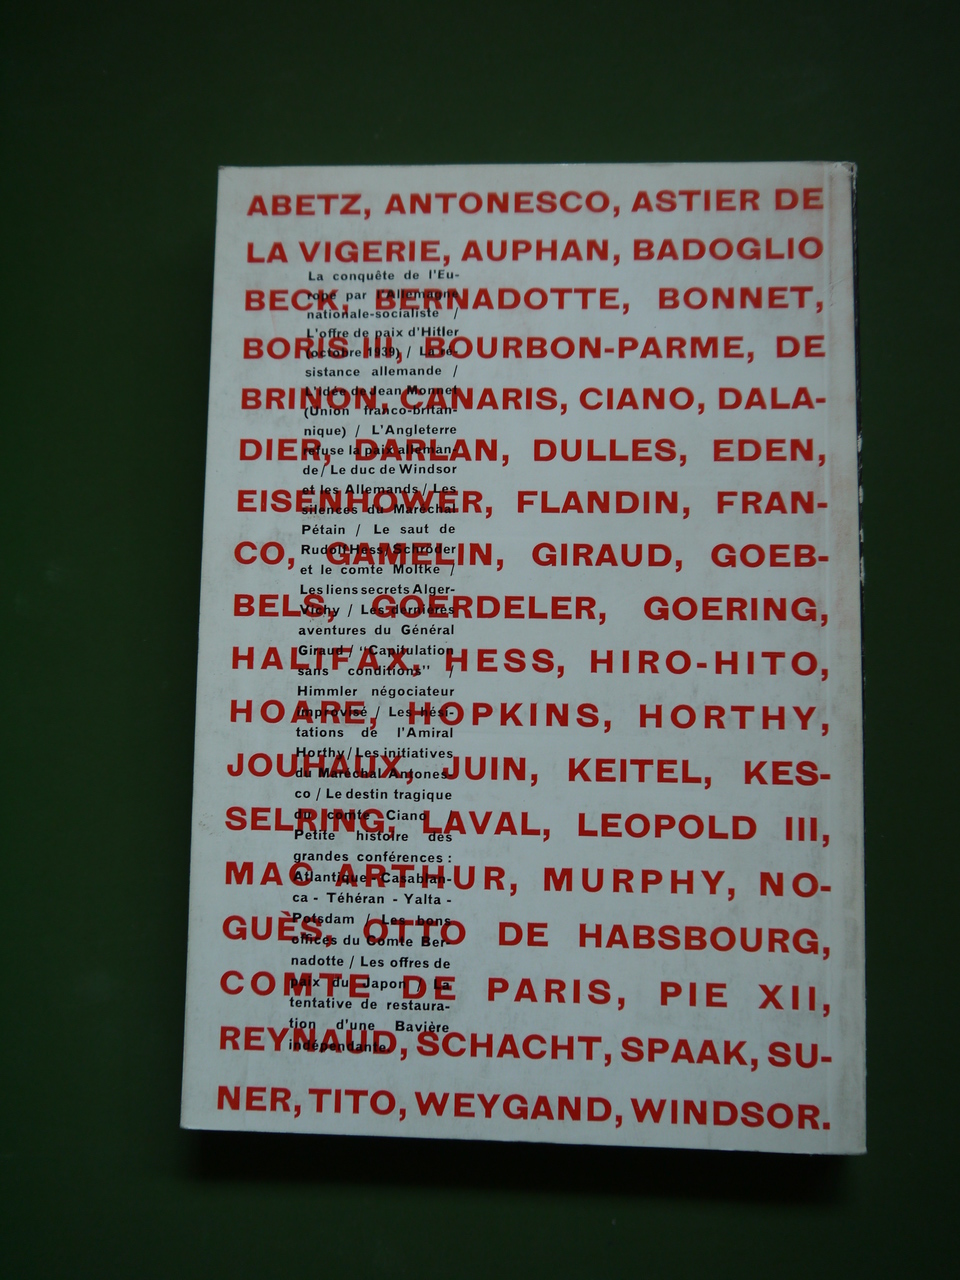 ABETZ, ANTONESCO, ASTIER DE
LA VIGERIE, AUPHAN, BADOGLIO
BECK, BERNADOTTE, BONNET,
BORIS III, BOURBON-PARME, DE
BRINON, CANARIS, CIANO, DALA-
DIER, DARLAN, DULLES, EDEN,
EISENHOWER, FLANDIN, FRAN-
CO, GAMELIN, GIRAUD, GOEB-
BELS, GOERDELER, GOERING,
HALIFAX, HESS, HIRO-HITO,
HOARE, HOPKINS, HORTHY,
JOUHAUX, JUIN, KEITEL, KES-
SELRING, LAVAL, LEOPOLD III,
MAC ARTHUR, MURPHY, NO-
GUÈS, OTTO DE HABSBOURG,
COMTE DE PARIS, PIE XII,
REYNAUD, SCHACHT, SPAAK, SU-
NER, TITO, WEYGAND, WINDSOR.
La conquête de l'Eu-
rope par l'Allemagne
nationale-socialiste /
L'offre de paix d'Hitler
(octobre 1939) / La ré-
sistance allemande /
L'idée de Jean Monnet
(Union franco-britan-
nique) / L'Angleterre
refuse la paix alleman-
de / Le duc de Windsor
et les Allemands / Les
silences du Maréchal
Pétain / Le saut de
Rudolf Hess / Schröder
et le comte Moltke /
Les liens secrets Alger-
Vichy / Les dernières
aventures du Général
Giraud / "Capitulation
sans conditions" /
Himmler négociateur
improvisé / Les hési-
tations de l'Amiral
Horthy / Les initiatives
du Maréchal Antones-
co / Le destin tragique
du comte Ciano /
Petite histoire des
grandes conférences :
Atlantique - Casablan-
ca - Téhéran - Yalta -
Potsdam / Les bons
offices du Comte Ber-
nadotte / Les offres de
paix du Japon / La
tentative de restaura-
tion d'une Bavière
indépendante.